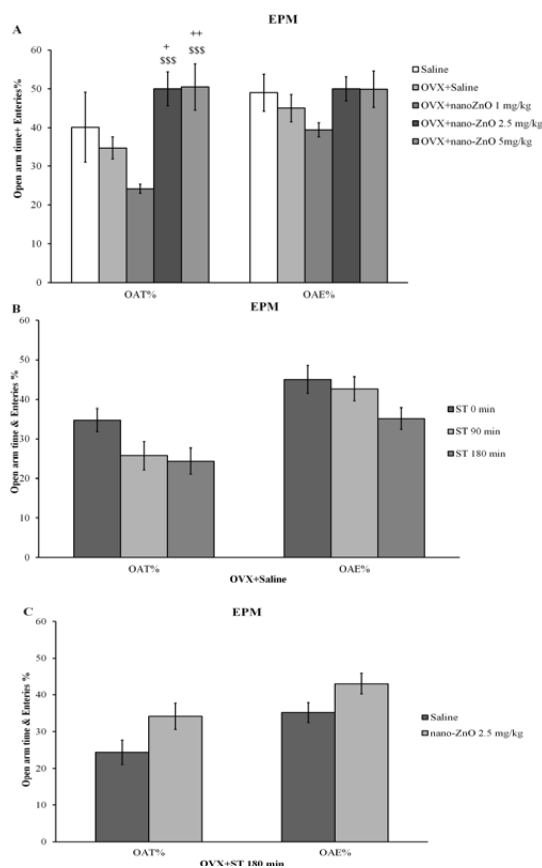 EPM
A
++
+
$$$
$$$
60
50
40
30
20
10
0
Open arm time+ Enteries%
OAT%
OAE%
Saline
OVX+Saline
OVX+nanoZnO 1 mg/kg
OVX+nano-ZnO 2.5 mg/kg
OVX+nano-ZnO 5mg/kg
B
EPM
60
50
40
30
20
10
0
Open arm time & Enteries %
OAT%
OAE%
OVX+Saline
ST 0 min
ST 90 min
ST 180 min
C
EPM
60
50
40
30
20
10
0
Open arm time & Enteries %
OAT%
OAE%
OVX+ST 180 min
Saline
nano-ZnO 2.5 mg/kg